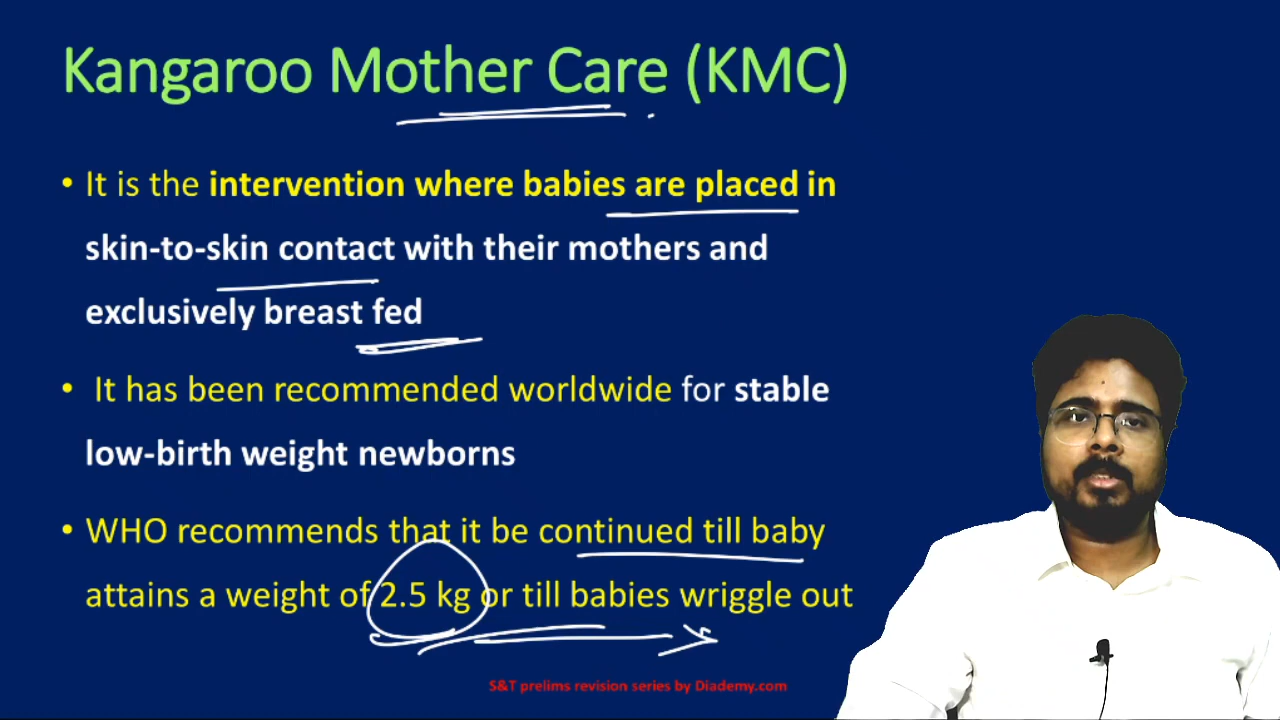 Kangaroo Mother Care (KMC)
• It is the intervention where babies are placed in
skin-to-skin contact with their mothers and
exclusively breast fed
• It has been recommended worldwide for stable
low-birth weight newborns
• WHO recommends that it be continued till baby
attains a weight of 2.5 kg or till babies wriggle out
S&T prelims revision series by Diademy.com